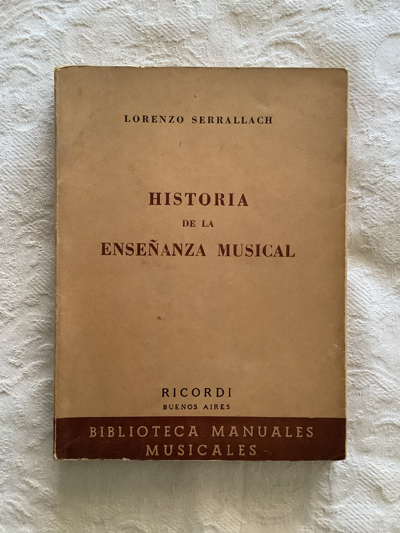 LORENZO SERRALLACH
HISTORIA
DE LA
ENSEÑANZA MUSICAL
RICORDI
BUENOS AIRES
BIBLIOTECA MANUALES
MUSICALES